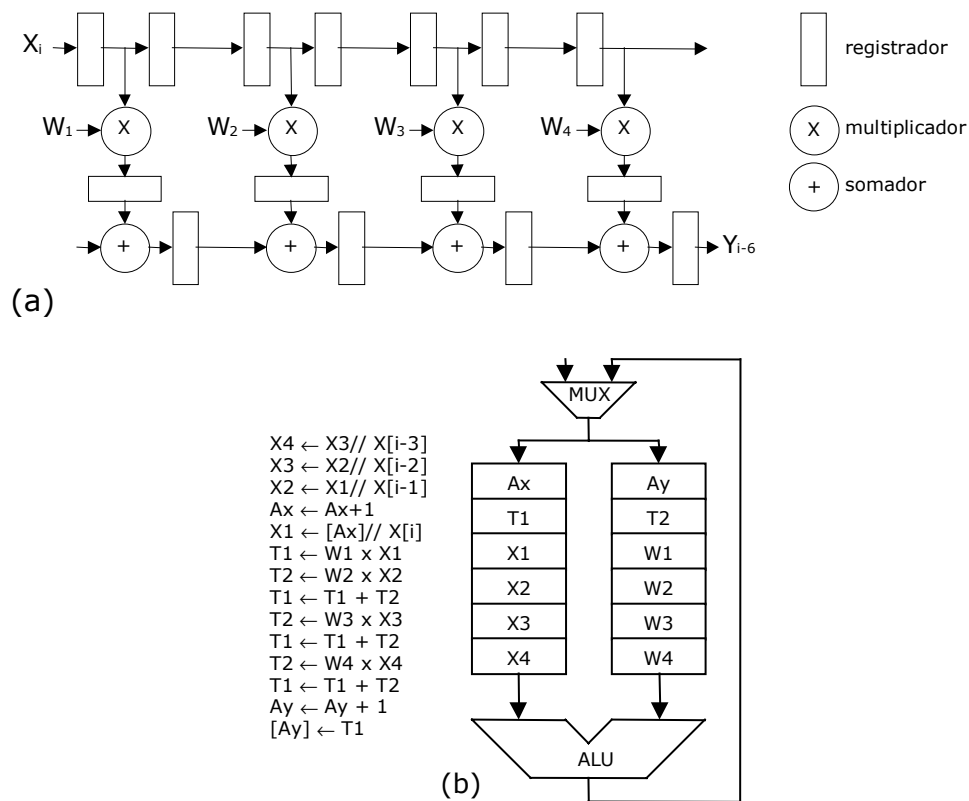 Xi
registrador
W1
X
W2
X
W3
X
W4
X
X
multiplicador
+
+
+
+
Yi-6
+
somador
(a)
MUX
X4 ← X3// X[i-3]
X3 ← X2// X[i-2]
X2 ← X1// X[i-1]
Ax ← Ax+1
X1 ← [Ax]// X[i]
T1 ← W1 x X1
T2 ← W2 x X2
T1 ← T1 + T2
T2 ← W3 x X3
T1 ← T1 + T2
T2 ← W4 x X4
T1 ← T1 + T2
Ay ← Ay + 1
[Ay] ← T1
Ax
T1
X1
X2
X3
X4
Ay
T2
W1
W2
W3
W4
ALU
(b)